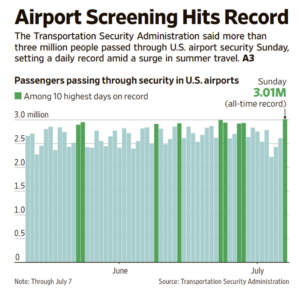 Airport Screening Hits Record
The Transportation Security Administration said more than
three million people passed through U.S. airport security Sunday,
setting a daily record amid a surge in summer travel. A3
Passengers passing through security in U.S. airports
Among 10 highest days on record
Sunday
3.01M
(all-time record)
3.0 million
2.5
2.0
1.5
1.0
0.5
0
June
July
Note: Through July 7
Source: Transportation Security Administration